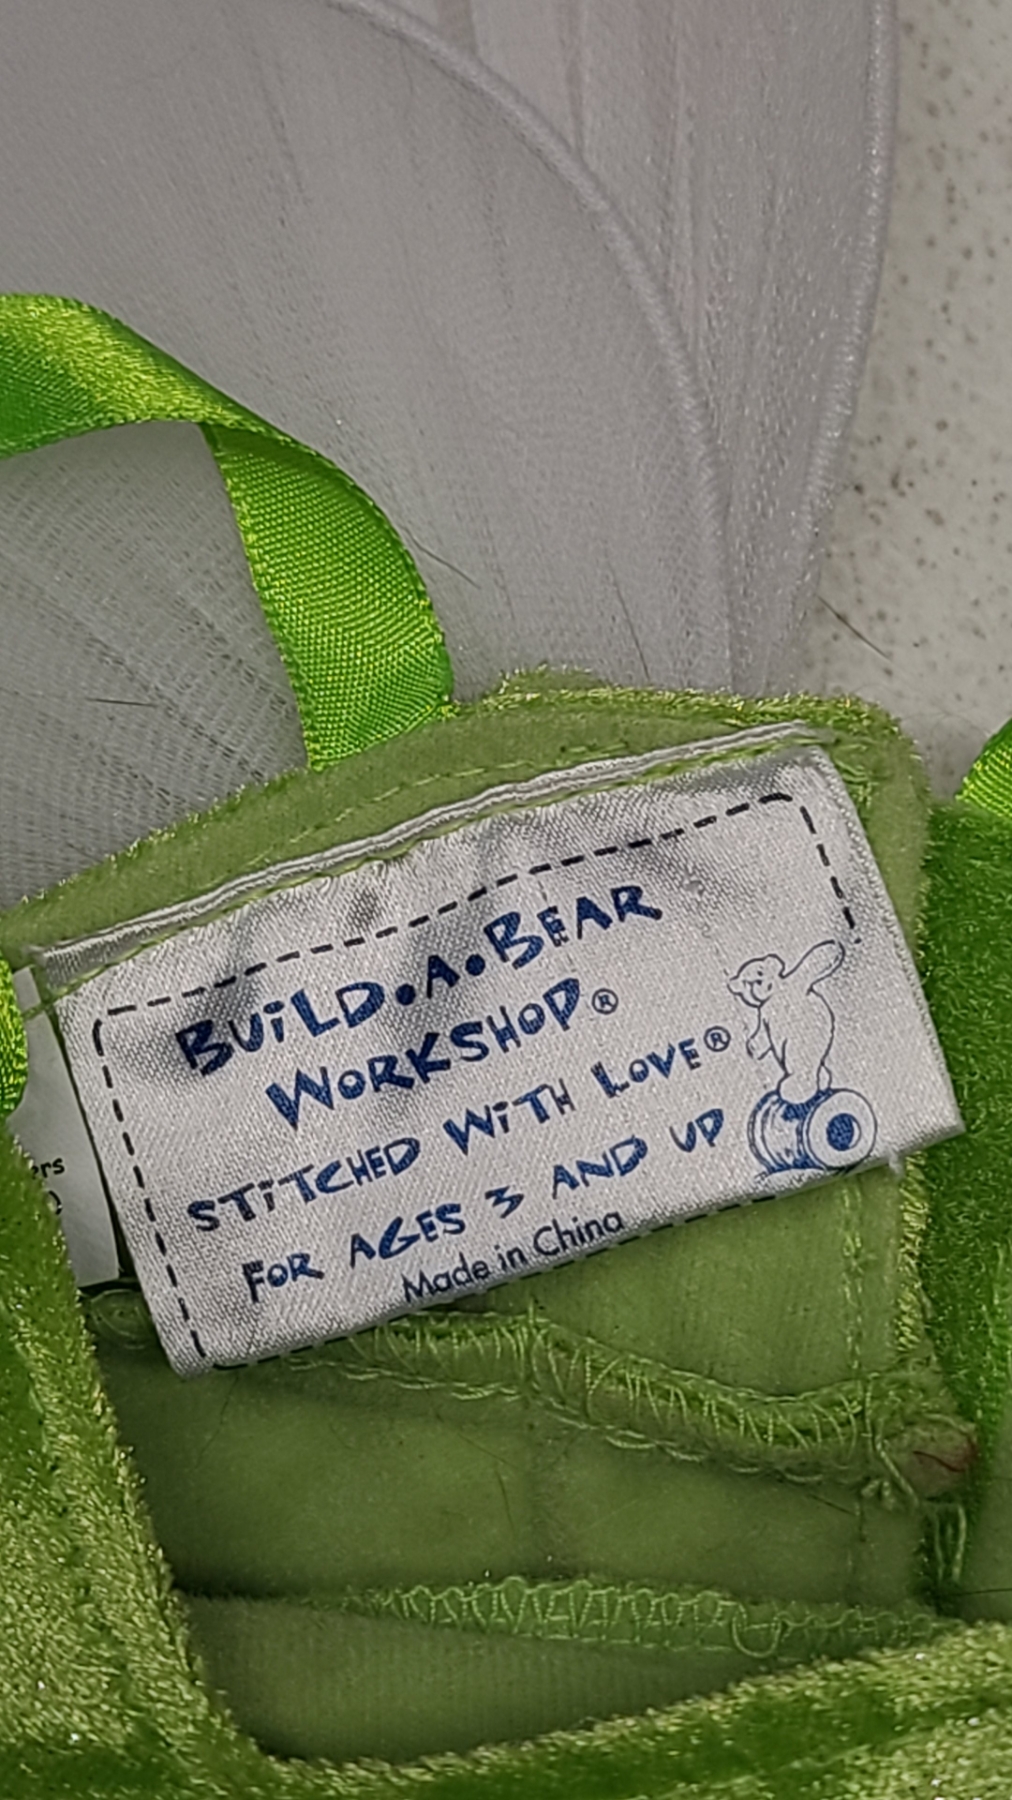 BUiLD•A•BEAR
WORKSHOP®
STiTCHED WiTH LOVE®
FOR AGES 3 AND UP
Made in China